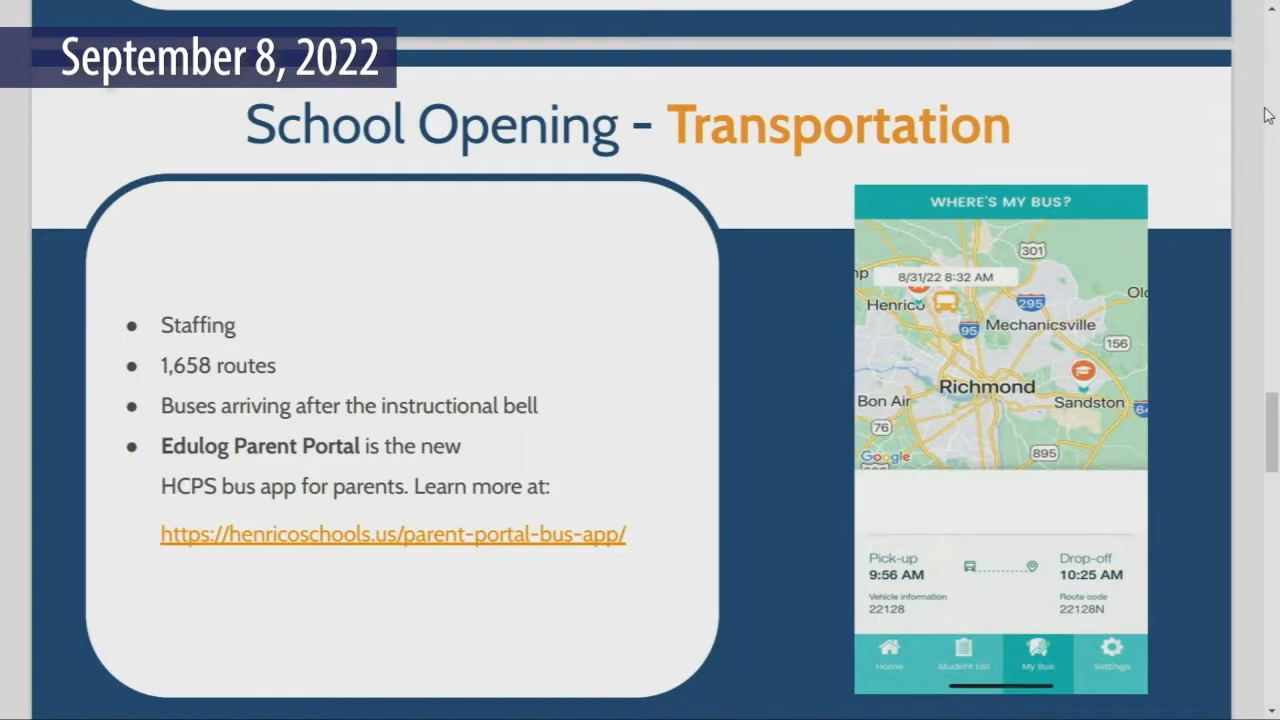 September 8, 2022
School Opening - Transportation
Staffing
1,658 routes
Buses arriving after the instructional bell
Edulog Parent Portal is the new
HCPS bus app for parents. Learn more at:
https://henricoschools.us/parent-portal-bus-app/
WHERE'S MY BUS?
301
8/31/22 8:32 AM
Henrico
295
95
Mechanicsville
156
Richmond
Bon Air
Sandston
64
76
895
Google
Pick-up
Drop-off
9:56 AM
10:25 AM
Vehicle information
Route code
22128
22128N
Home
Student List
My Bus
Settings